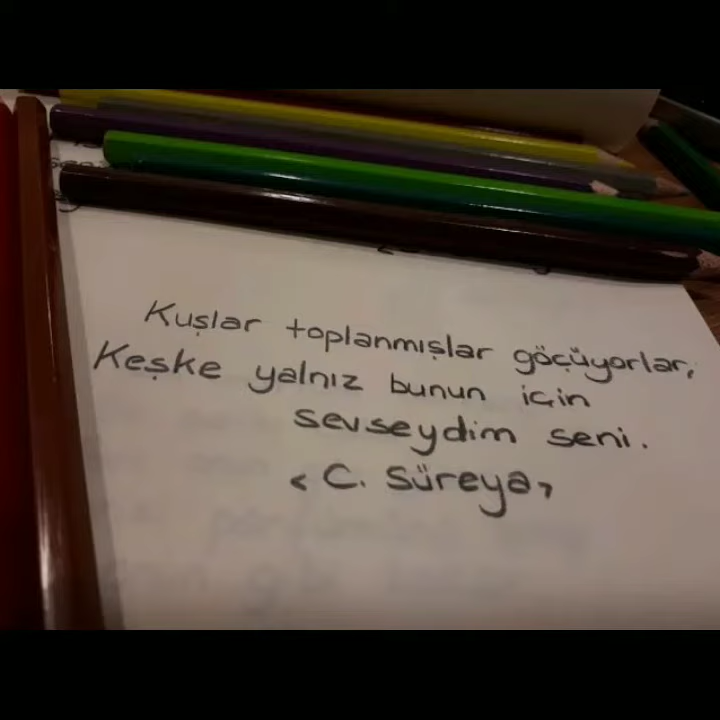 Kuşlar toplanmışlar göçüyorlar,
Keşke yalnız bunun için
sevseydim seni.
< C. Süreya,